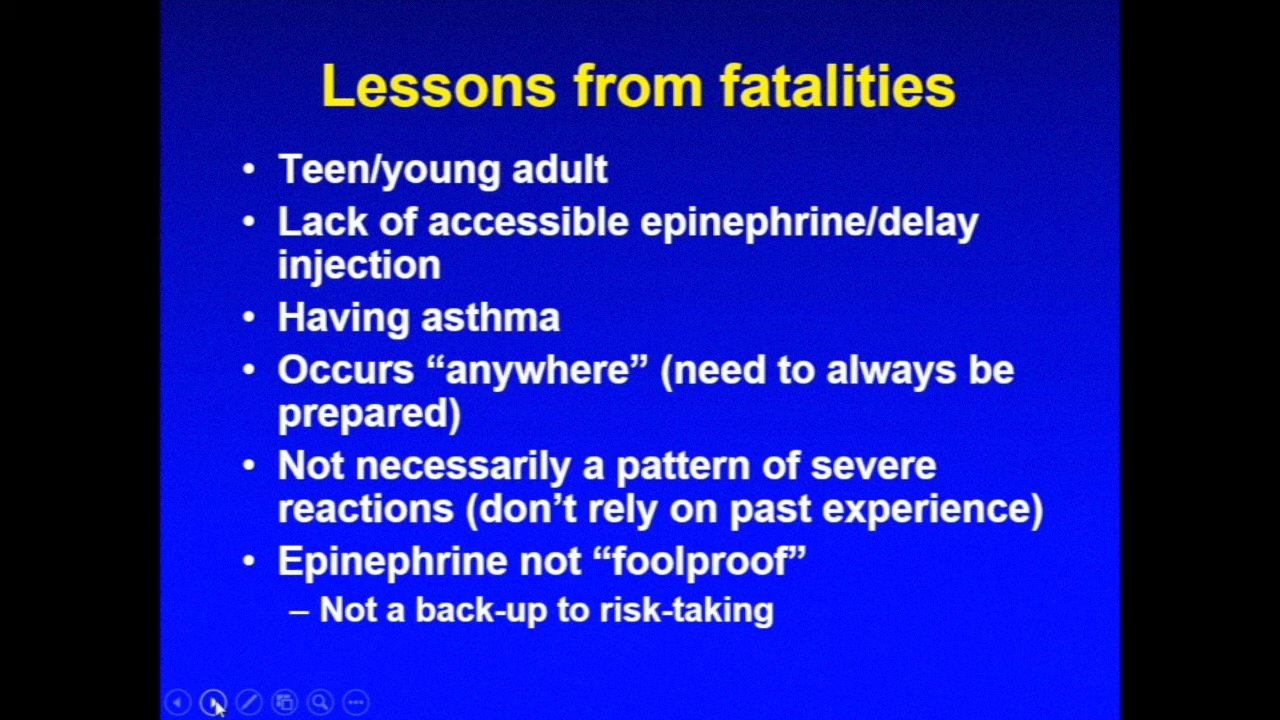 Lessons from fatalities
• Teen/young adult
• Lack of accessible epinephrine/delay
injection
• Having asthma
• Occurs “anywhere” (need to always be
prepared)
• Not necessarily a pattern of severe
reactions (don’t rely on past experience)
• Epinephrine not “foolproof”
– Not a back-up to risk-taking